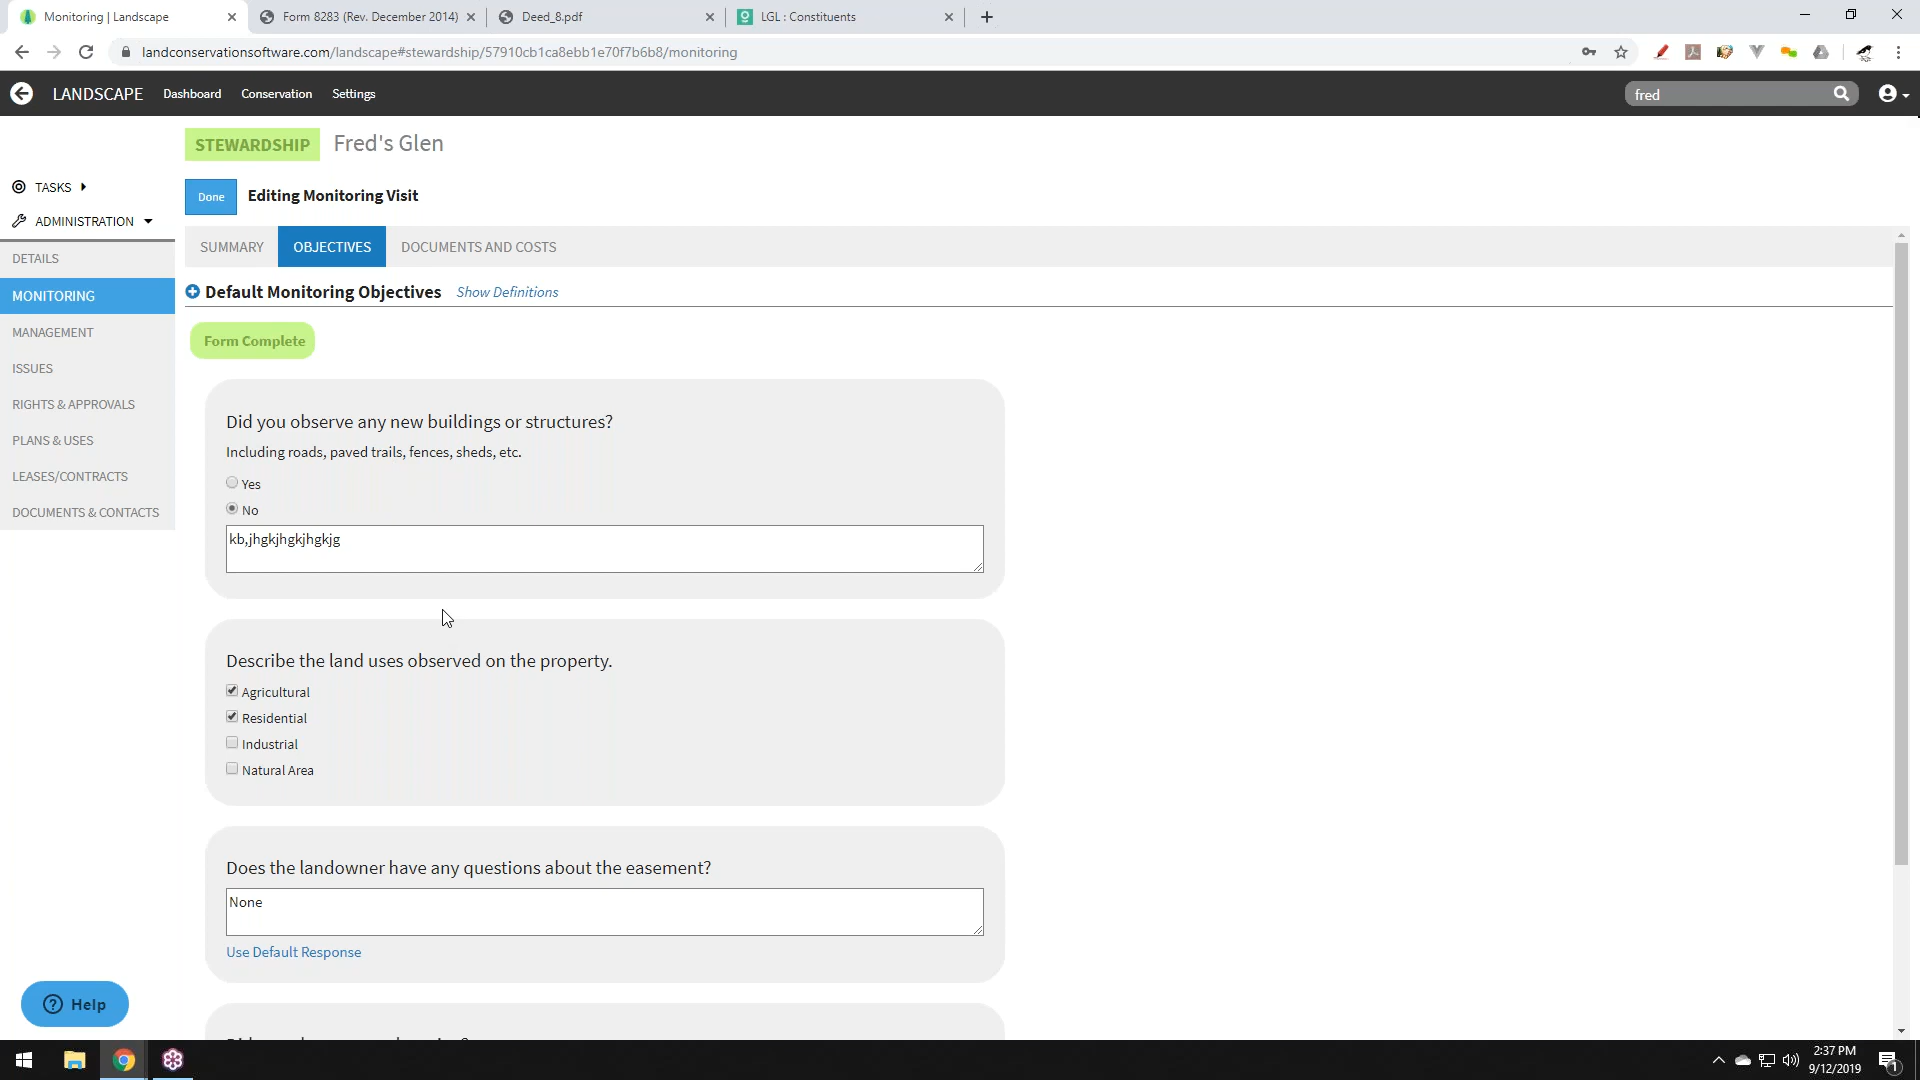 Monitoring | Landscape
Form 8283 (Rev. December 2014)
Deed_8.pdf
LGL : Constituents
landconservationsoftware.com/landscape#stewardship/57910cb1ca8ebb1e70f7b6b8/monitoring
LANDSCAPE Dashboard Conservation Settings
fred
STEWARDSHIP Fred's Glen
TASKS
ADMINISTRATION
DETAILS
MONITORING
MANAGEMENT
ISSUES
RIGHTS & APPROVALS
PLANS & USES
LEASES/CONTRACTS
DOCUMENTS & CONTACTS
Done Editing Monitoring Visit
SUMMARY OBJECTIVES DOCUMENTS AND COSTS
Default Monitoring Objectives Show Definitions
Form Complete
Did you observe any new buildings or structures?
Including roads, paved trails, fences, sheds, etc.
Yes
No
kb,jhgkjhgkjhgkjg
Describe the land uses observed on the property.
Agricultural
Residential
Industrial
Natural Area
Does the landowner have any questions about the easement?
None
Use Default Response
Help
2:37 PM
9/12/2019
1